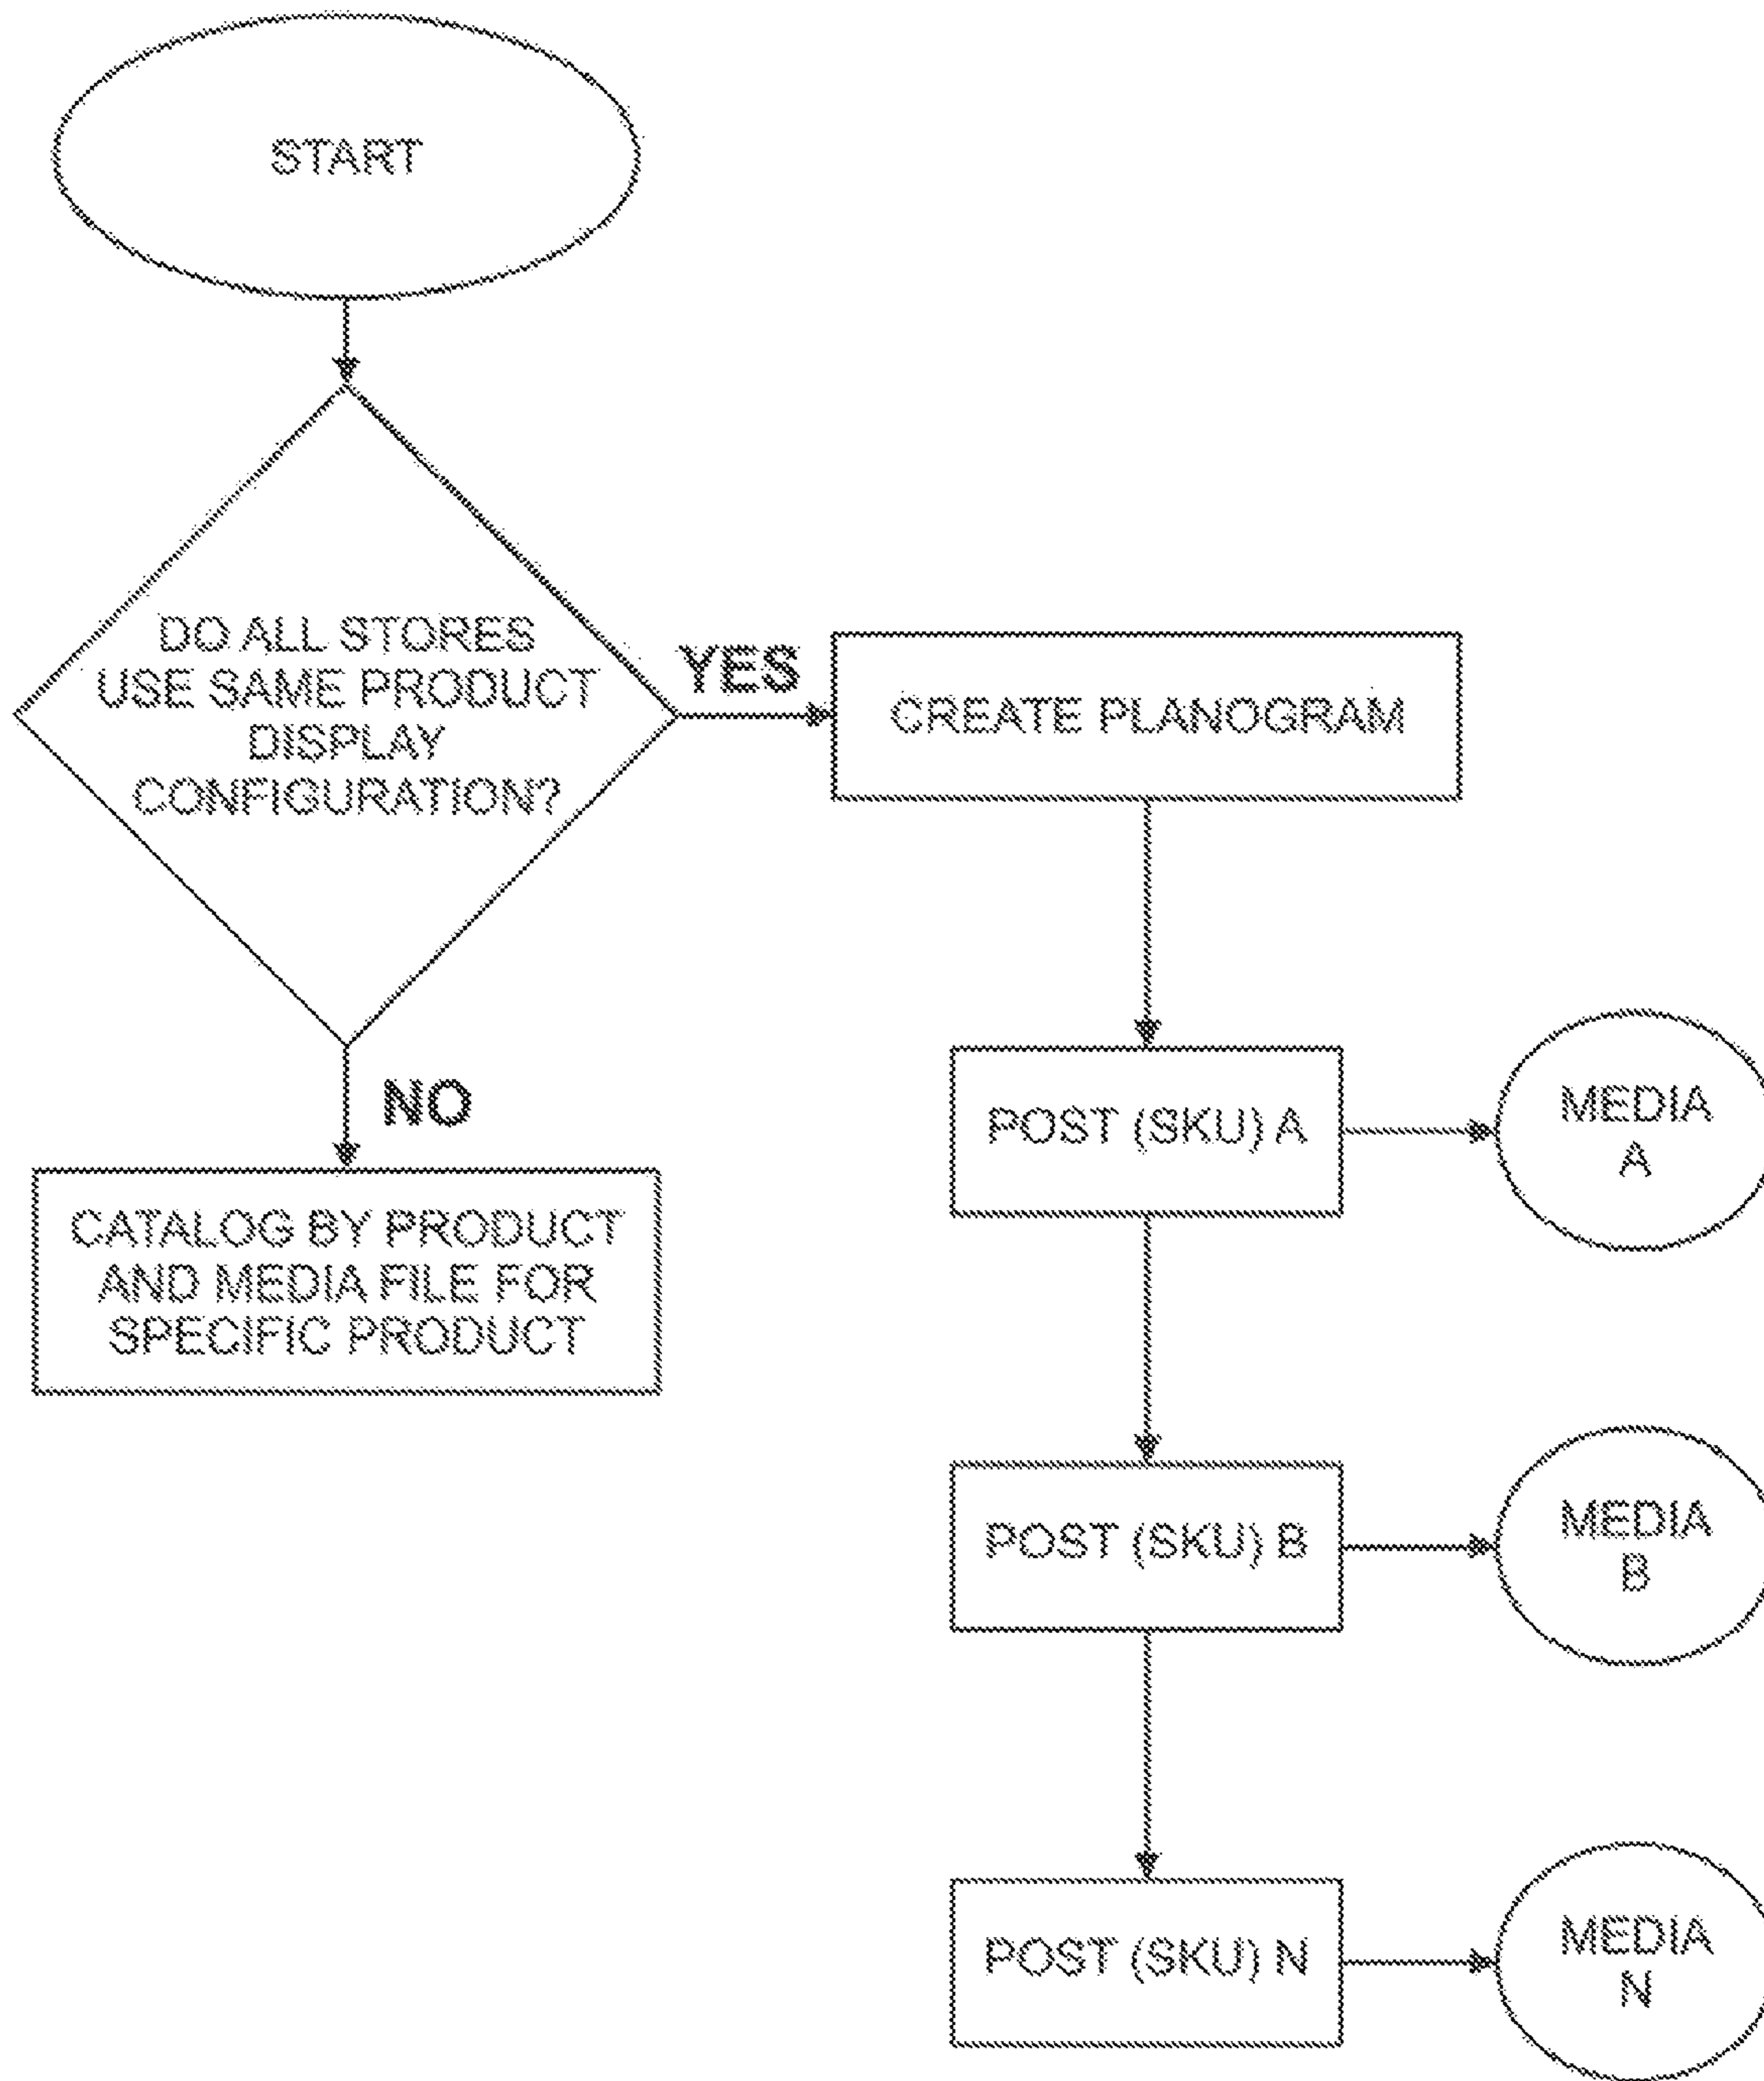 START
DO ALL STORES
USE SAME PRODUCT
DISPLAY
CONFIGURATION?
YES
CREATE PLANOGRAM
NO
CATALOG BY PRODUCT
AND MEDIA FILE FOR
SPECIFIC PRODUCT
POST (SKU) A
MEDIA
A
POST (SKU) B
MEDIA
B
POST (SKU) N
MEDIA
N